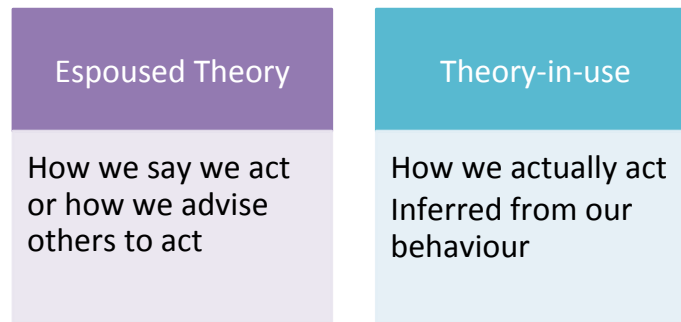 Espoused Theory
How we say we act
or how we advise
others to act
Theory-in-use
How we actually act
Inferred from our
behaviour